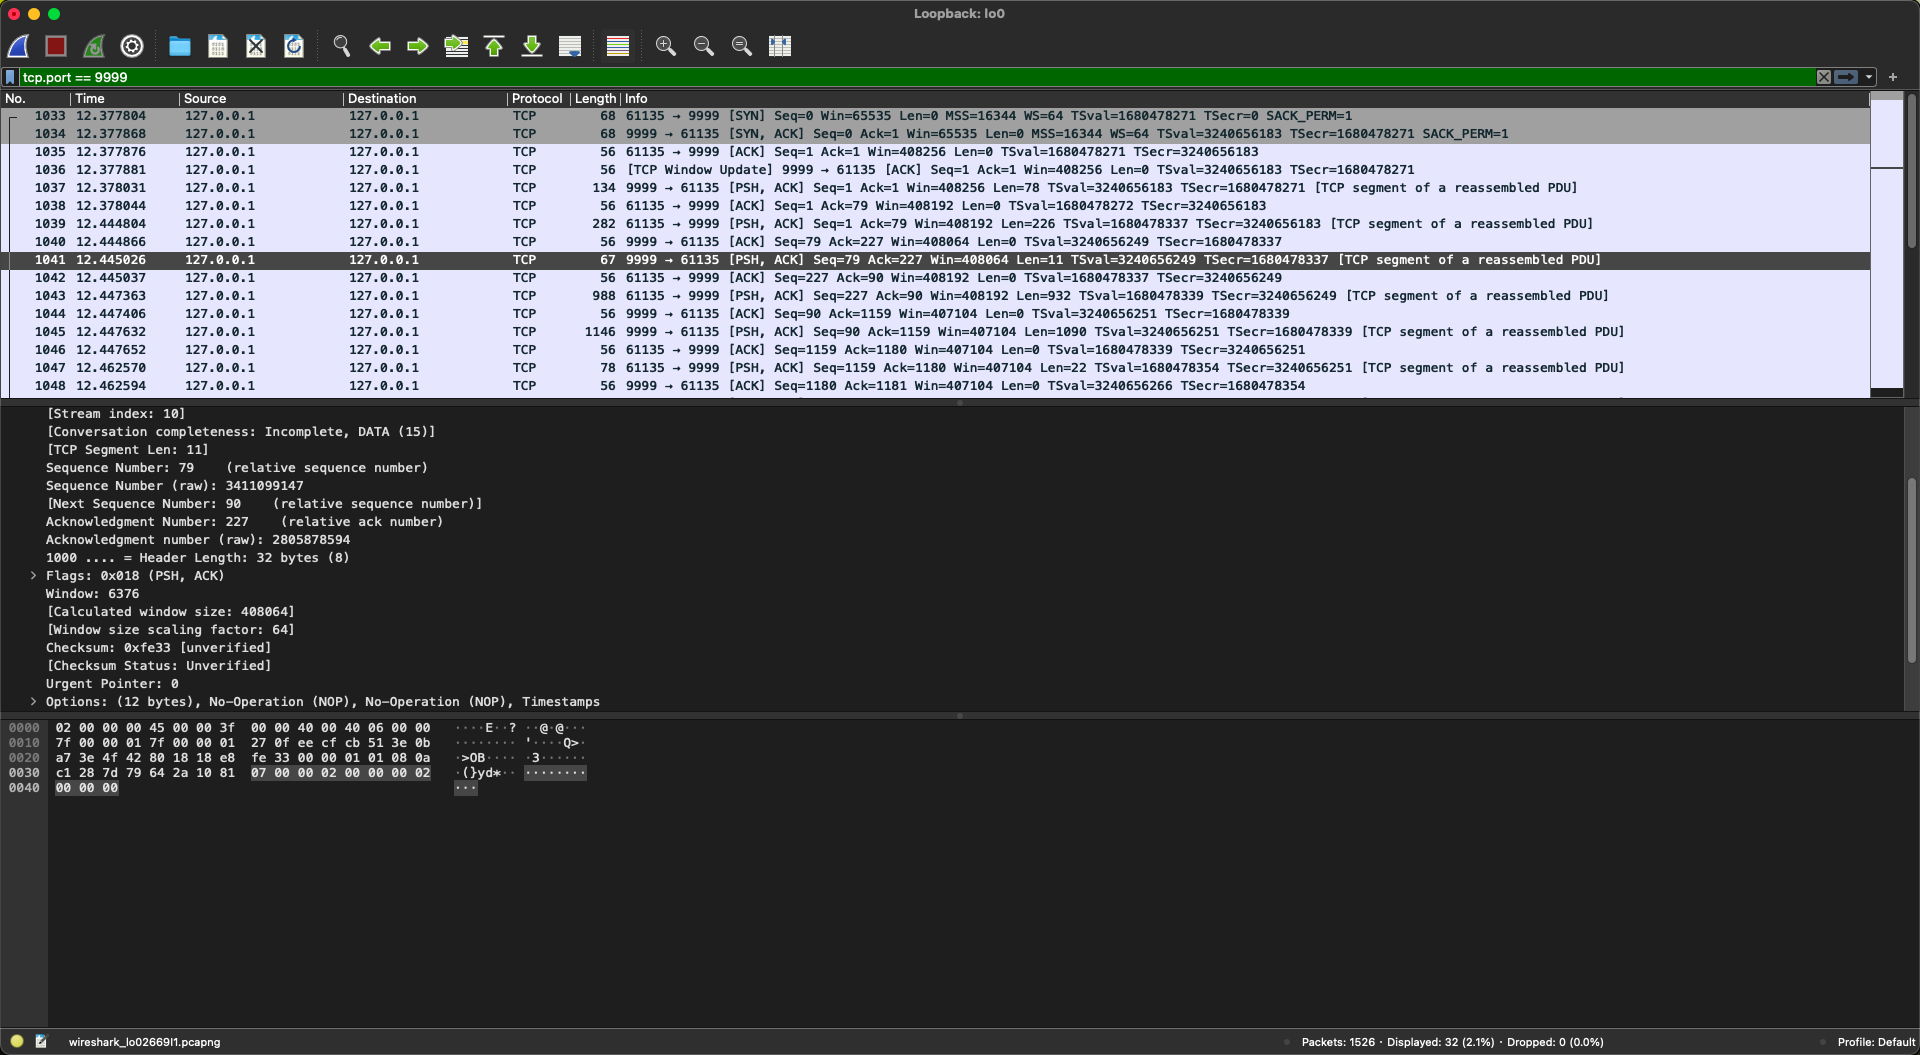 Loopback: lo0
tcp.port == 9999
+
No. Time Source Destination Protocol Length Info
1033 12.377804 127.0.0.1 127.0.0.1 TCP 68 61135 → 9999 [SYN] Seq=0 Win=65535 Len=0 MSS=16344 WS=64 TSval=1680478271 TSecr=0 SACK_PERM=1
1034 12.377868 127.0.0.1 127.0.0.1 TCP 68 9999 → 61135 [SYN, ACK] Seq=0 Ack=1 Win=65535 Len=0 MSS=16344 WS=64 TSval=3240656183 TSecr=1680478271 SACK_PERM=1
1035 12.377876 127.0.0.1 127.0.0.1 TCP 56 61135 → 9999 [ACK] Seq=1 Ack=1 Win=408256 Len=0 TSval=1680478271 TSecr=3240656183
1036 12.377881 127.0.0.1 127.0.0.1 TCP 56 [TCP Window Update] 9999 → 61135 [ACK] Seq=1 Ack=1 Win=408256 Len=0 TSval=3240656183 TSecr=1680478271
1037 12.378031 127.0.0.1 127.0.0.1 TCP 134 9999 → 61135 [PSH, ACK] Seq=1 Ack=1 Win=408256 Len=78 TSval=3240656183 TSecr=1680478271 [TCP segment of a reassembled PDU]
1038 12.378044 127.0.0.1 127.0.0.1 TCP 56 61135 → 9999 [ACK] Seq=1 Ack=79 Win=408192 Len=0 TSval=1680478272 TSecr=3240656183
1039 12.444804 127.0.0.1 127.0.0.1 TCP 282 61135 → 9999 [PSH, ACK] Seq=1 Ack=79 Win=408192 Len=226 TSval=1680478337 TSecr=3240656183 [TCP segment of a reassembled PDU]
1040 12.444866 127.0.0.1 127.0.0.1 TCP 56 9999 → 61135 [ACK] Seq=79 Ack=227 Win=408064 Len=0 TSval=3240656249 TSecr=1680478337
1041 12.445026 127.0.0.1 127.0.0.1 TCP 67 9999 → 61135 [PSH, ACK] Seq=79 Ack=227 Win=408064 Len=11 TSval=3240656249 TSecr=1680478337 [TCP segment of a reassembled PDU]
1042 12.445037 127.0.0.1 127.0.0.1 TCP 56 61135 → 9999 [ACK] Seq=227 Ack=90 Win=408192 Len=0 TSval=1680478337 TSecr=3240656249
1043 12.447363 127.0.0.1 127.0.0.1 TCP 988 61135 → 9999 [PSH, ACK] Seq=227 Ack=90 Win=408192 Len=932 TSval=1680478339 TSecr=3240656249 [TCP segment of a reassembled PDU]
1044 12.447406 127.0.0.1 127.0.0.1 TCP 56 9999 → 61135 [ACK] Seq=90 Ack=1159 Win=407104 Len=0 TSval=3240656251 TSecr=1680478339
1045 12.447632 127.0.0.1 127.0.0.1 TCP 1146 9999 → 61135 [PSH, ACK] Seq=90 Ack=1159 Win=407104 Len=1090 TSval=3240656251 TSecr=1680478339 [TCP segment of a reassembled PDU]
1046 12.447652 127.0.0.1 127.0.0.1 TCP 56 61135 → 9999 [ACK] Seq=1159 Ack=1180 Win=407104 Len=0 TSval=1680478339 TSecr=3240656251
1047 12.462570 127.0.0.1 127.0.0.1 TCP 78 61135 → 9999 [PSH, ACK] Seq=1159 Ack=1180 Win=407104 Len=22 TSval=1680478354 TSecr=3240656251 [TCP segment of a reassembled PDU]
1048 12.462594 127.0.0.1 127.0.0.1 TCP 56 9999 → 61135 [ACK] Seq=1180 Ack=1181 Win=407104 Len=0 TSval=3240656266 TSecr=1680478354
[Stream index: 10]
[Conversation completeness: Incomplete, DATA (15)]
[TCP Segment Len: 11]
Sequence Number: 79 (relative sequence number)
Sequence Number (raw): 3411099147
[Next Sequence Number: 90 (relative sequence number)]
Acknowledgment Number: 227 (relative ack number)
Acknowledgment number (raw): 2805878594
1000 .... = Header Length: 32 bytes (8)
> Flags: 0x018 (PSH, ACK)
Window: 6376
[Calculated window size: 408064]
[Window size scaling factor: 64]
Checksum: 0xfe33 [unverified]
[Checksum Status: Unverified]
Urgent Pointer: 0
> Options: (12 bytes), No-Operation (NOP), No-Operation (NOP), Timestamps
0000 02 00 00 00 45 00 00 3f 00 00 40 00 40 06 00 00 ····E··? ··@·@···
0010 7f 00 00 01 7f 00 00 01 27 0f ee cf cb 51 3e 0b ········ '····Q>·
0020 a7 3e 4f 42 80 18 18 e8 fe 33 00 00 01 01 08 0a ·>OB···· ·3······
0030 c1 28 7d 79 64 2a 10 81 07 00 00 02 00 00 00 02 ·(}yd*·· ········
0040 00 00 00 ···
wireshark_lo02669I1.pcapng Packets: 1526 · Displayed: 32 (2.1%) · Dropped: 0 (0.0%) Profile: Default